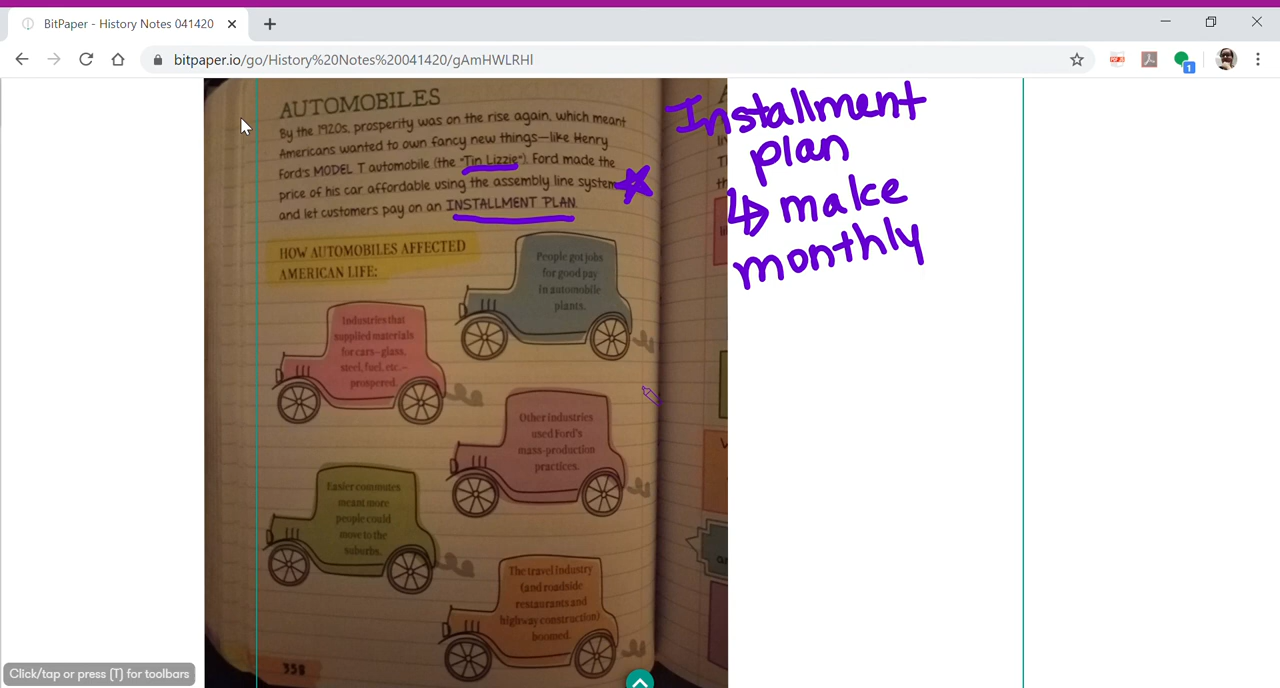 BitPaper - History Notes 041420
bitpaper.io/go/History%20Notes%20041420/gAmHWLRHl
1
AUTOMOBILES
By the 1920s, prosperity was on the rise again, which meant
Americans wanted to own fancy new things—like Henry
Ford's MODEL T automobile (the "Tin Lizzie"). Ford made the
price of his car affordable using the assembly line system
and let customers pay on an INSTALLMENT PLAN.
HOW AUTOMOBILES AFFECTED
AMERICAN LIFE:
People got jobs
for good pay
in automobile
plants.
Industries that
supplied materials
for cars—glass,
steel, fuel, etc.—
prospered.
Other industries
used Ford's
mass-production
practices.
Easier commutes
meant more
people could
move to the
suburbs.
The travel industry
(and roadside
restaurants and
highway construction)
boomed.
358
Installment
plan
↳ make
monthly
Click/tap or press (T) for toolbars